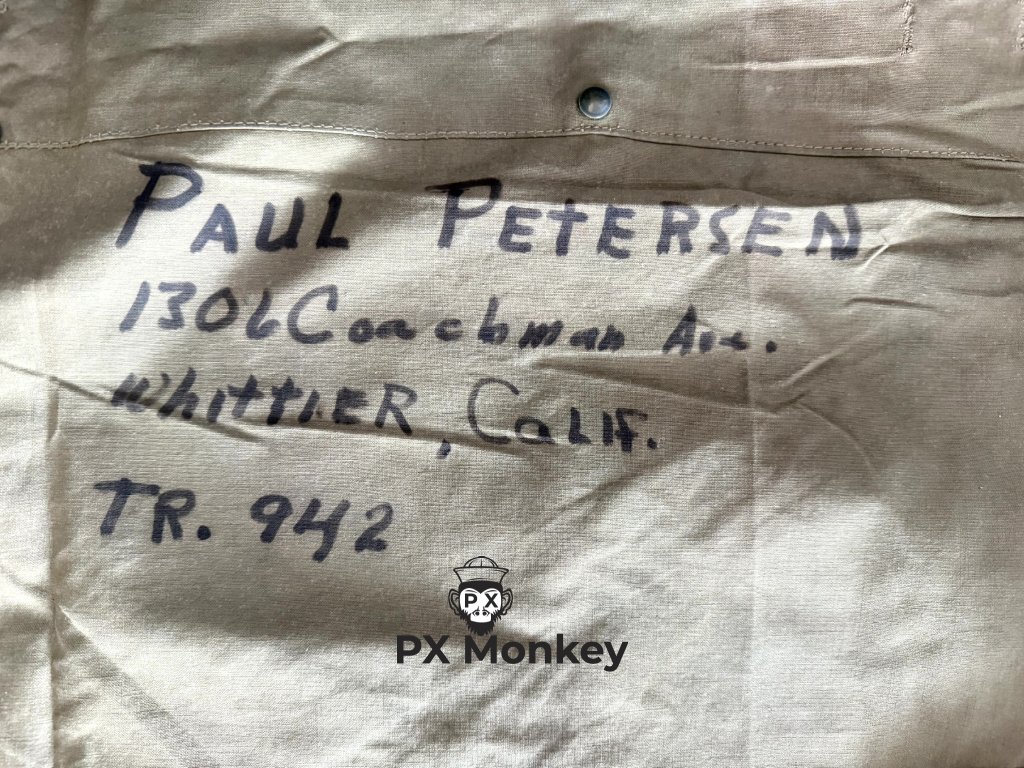 PAUL PETERSEN
1306 Coachman Ave.
WHITTIER, CALIF.
TR. 942
PX
PX Monkey